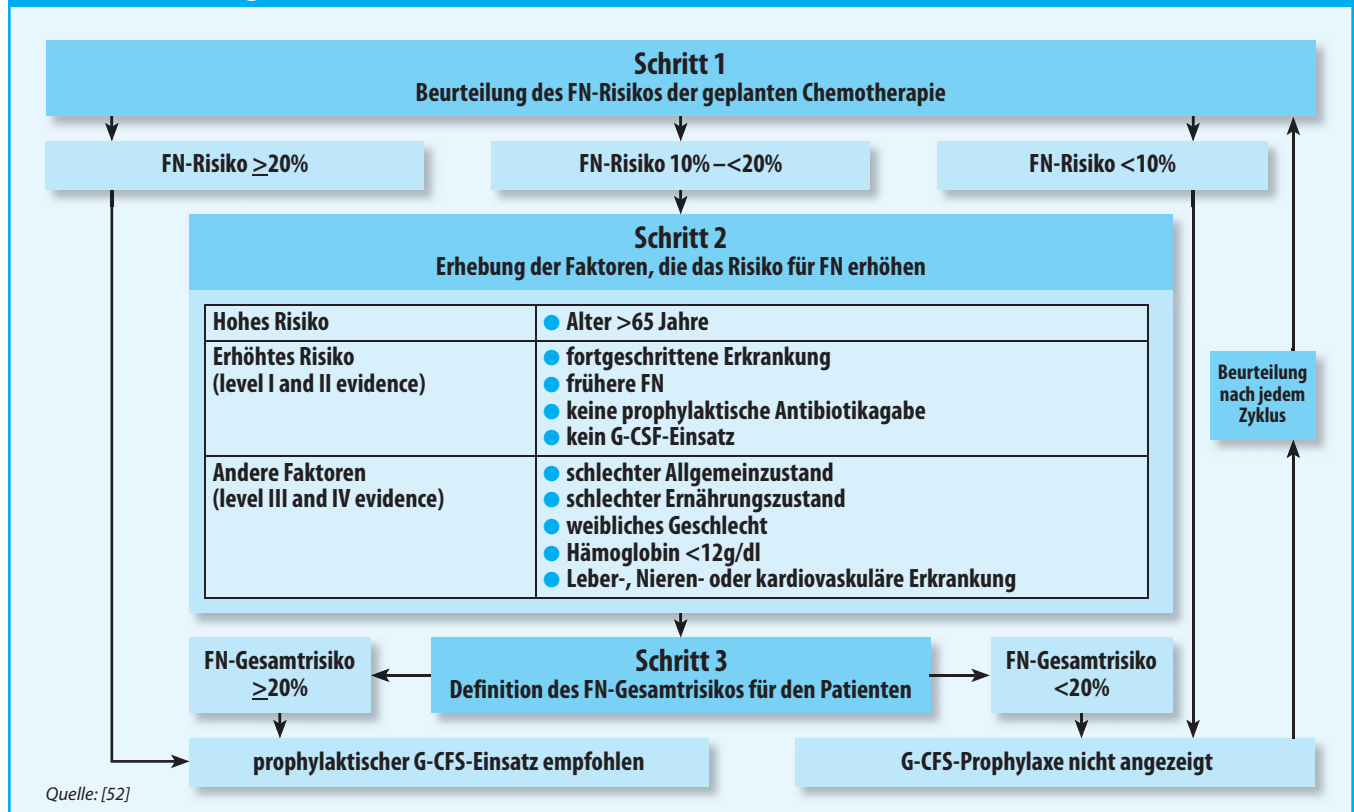 Schritt 1
Beurteilung des FN-Risikos der geplanten Chemotherapie
FN-Risiko ≥20%
FN-Risiko 10%–<20%
FN-Risiko <10%
Schritt 2
Erhebung der Faktoren, die das Risiko für FN erhöhen
Hohes Risiko
● Alter >65 Jahre
Erhöhtes Risiko
(level I and II evidence)
● fortgeschrittene Erkrankung
● frühere FN
● keine prophylaktische Antibiotikagabe
● kein G-CSF-Einsatz
Andere Faktoren
(level III and IV evidence)
● schlechter Allgemeinzustand
● schlechter Ernährungszustand
● weibliches Geschlecht
● Hämoglobin <12g/dl
● Leber-, Nieren- oder kardiovaskuläre Erkrankung
Beurteilung
nach jedem
Zyklus
FN-Gesamtrisiko
≥20%
Schritt 3
Definition des FN-Gesamtrisikos für den Patienten
FN-Gesamtrisiko
<20%
prophylaktischer G-CFS-Einsatz empfohlen
G-CFS-Prophylaxe nicht angezeigt
Quelle: [52]